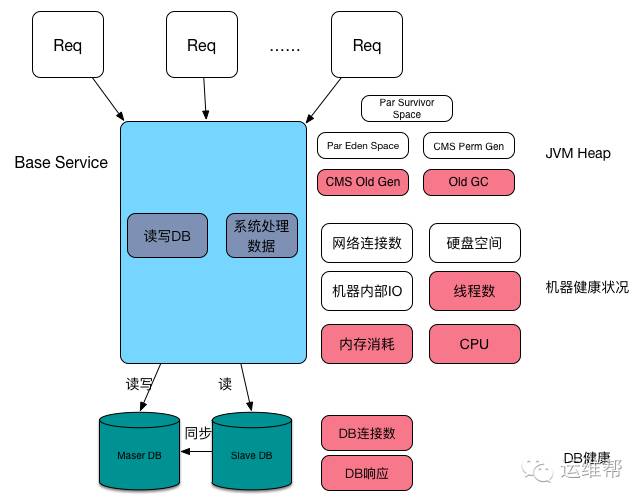 Req
Req
......
Req
Par Survivor
Space
Base Service
Par Eden Space
CMS Perm Gen
JVM Heap
CMS Old Gen
Old GC
读写DB
系统处理
数据
网络连接数
硬盘空间
机器内部IO
线程数
机器健康状况
内存消耗
CPU
读写
读
Maser DB
同步
Slave DB
DB连接数
DB响应
DB健康
运维帮